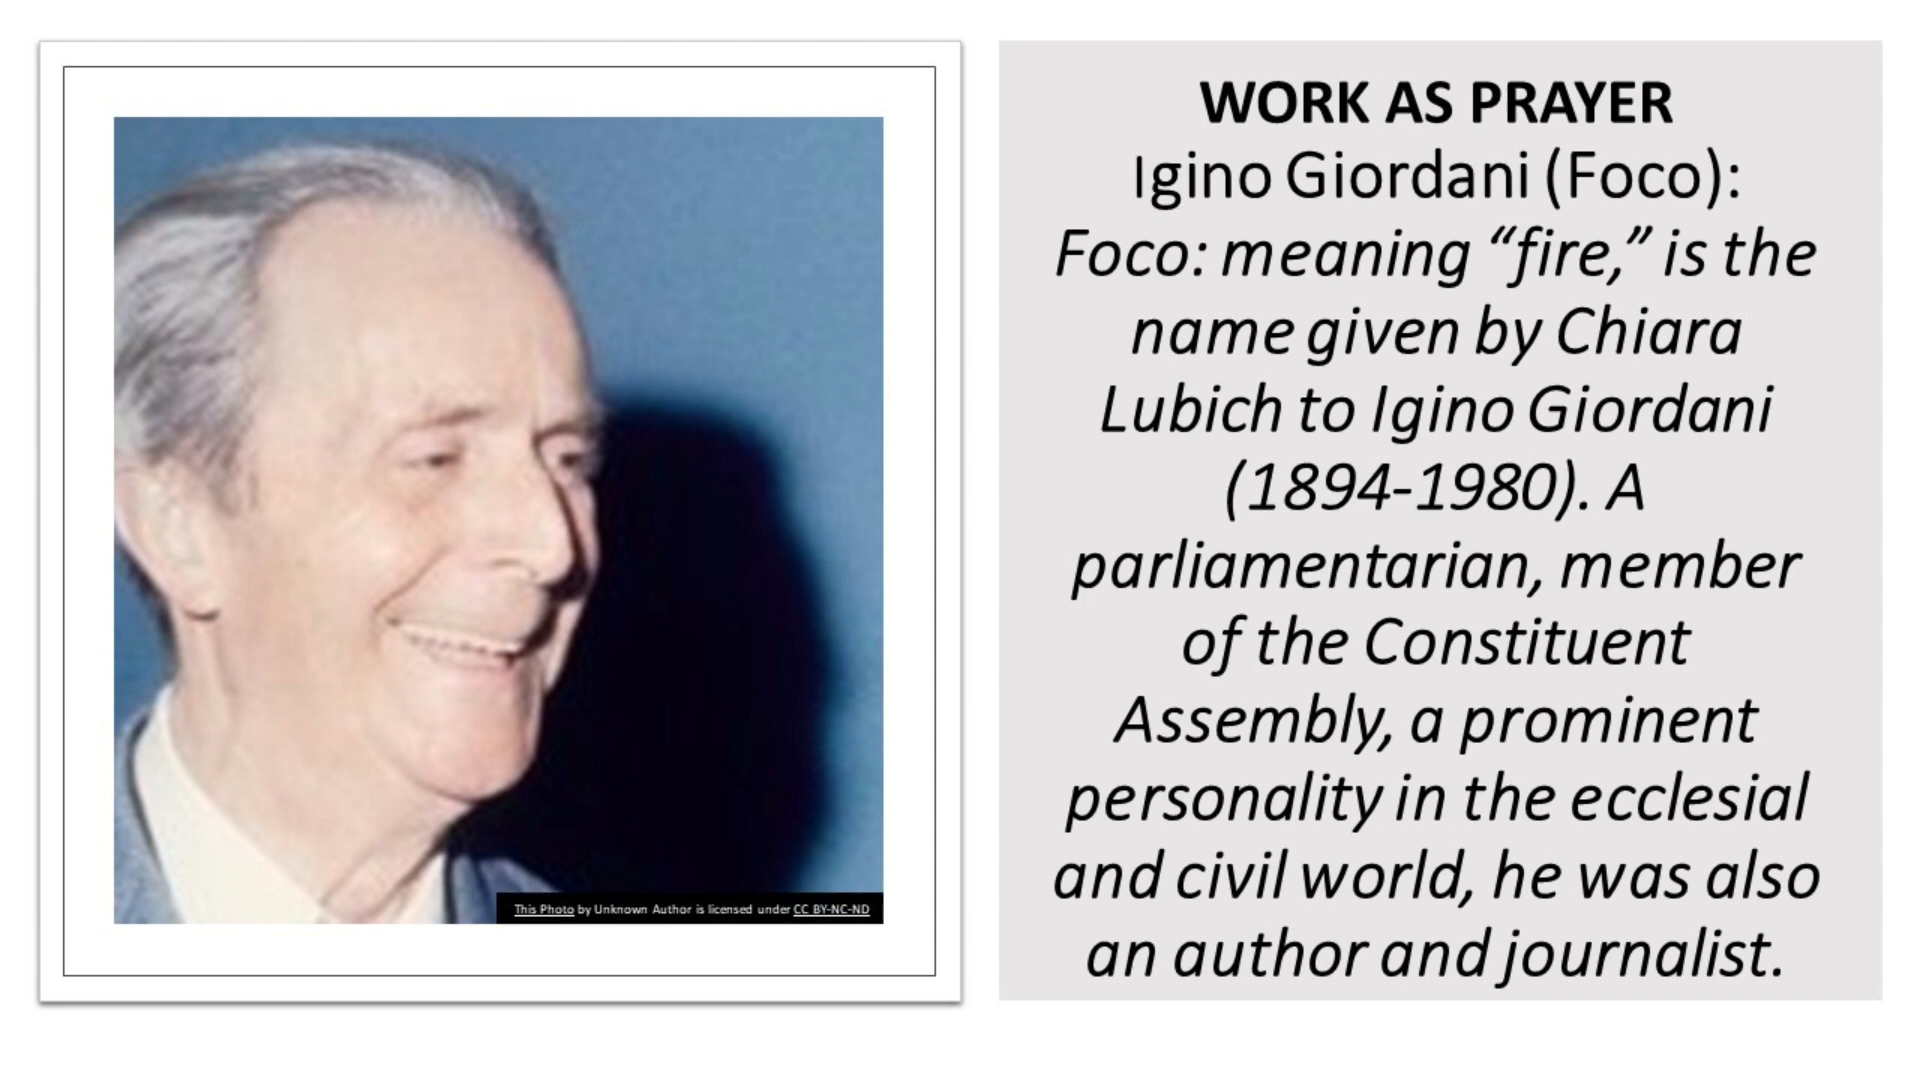 WORK AS PRAYER
Igino Giordani (Foco):
Foco: meaning “fire,” is the
name given by Chiara
Lubich to Igino Giordani
(1894-1980). A
parliamentarian, member
of the Constituent
Assembly, a prominent
personality in the ecclesial
and civil world, he was also
an author and journalist.
This Photo by Unknown Author is licensed under CC BY-NC-ND